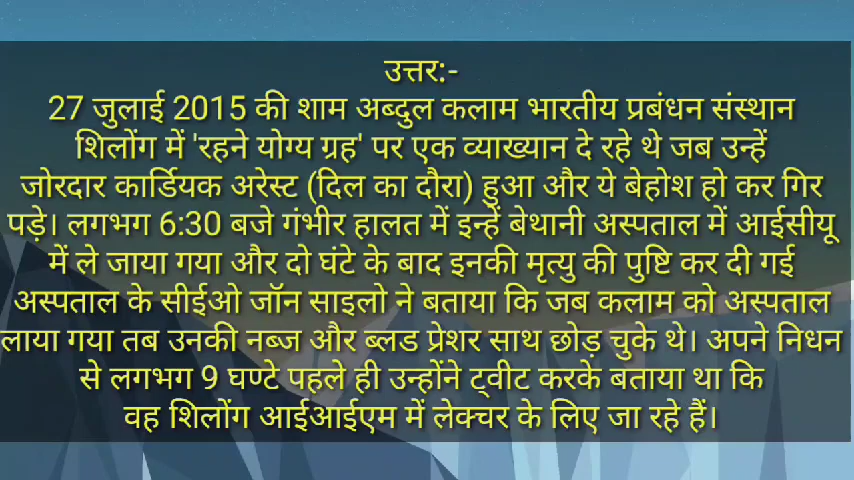 उत्तर:-
27 जुलाई 2015 की शाम अब्दुल कलाम भारतीय प्रबंधन संस्थान
शिलोंग में 'रहने योग्य ग्रह' पर एक व्याख्यान दे रहे थे जब उन्हें
जोरदार कार्डियक अरेस्ट (दिल का दौरा) हुआ और ये बेहोश हो कर गिर
पड़े। लगभग 6:30 बजे गंभीर हालत में इन्हें बेथानी अस्पताल में आईसीयू
में ले जाया गया और दो घंटे के बाद इनकी मृत्यु की पुष्टि कर दी गई
अस्पताल के सीईओ जॉन साइलो ने बताया कि जब कलाम को अस्पताल
लाया गया तब उनकी नब्ज और ब्लड प्रेशर साथ छोड़ चुके थे। अपने निधन
से लगभग 9 घण्टे पहले ही उन्होंने ट्वीट करके बताया था कि
वह शिलोंग आईआईएम में लेक्चर के लिए जा रहे हैं।